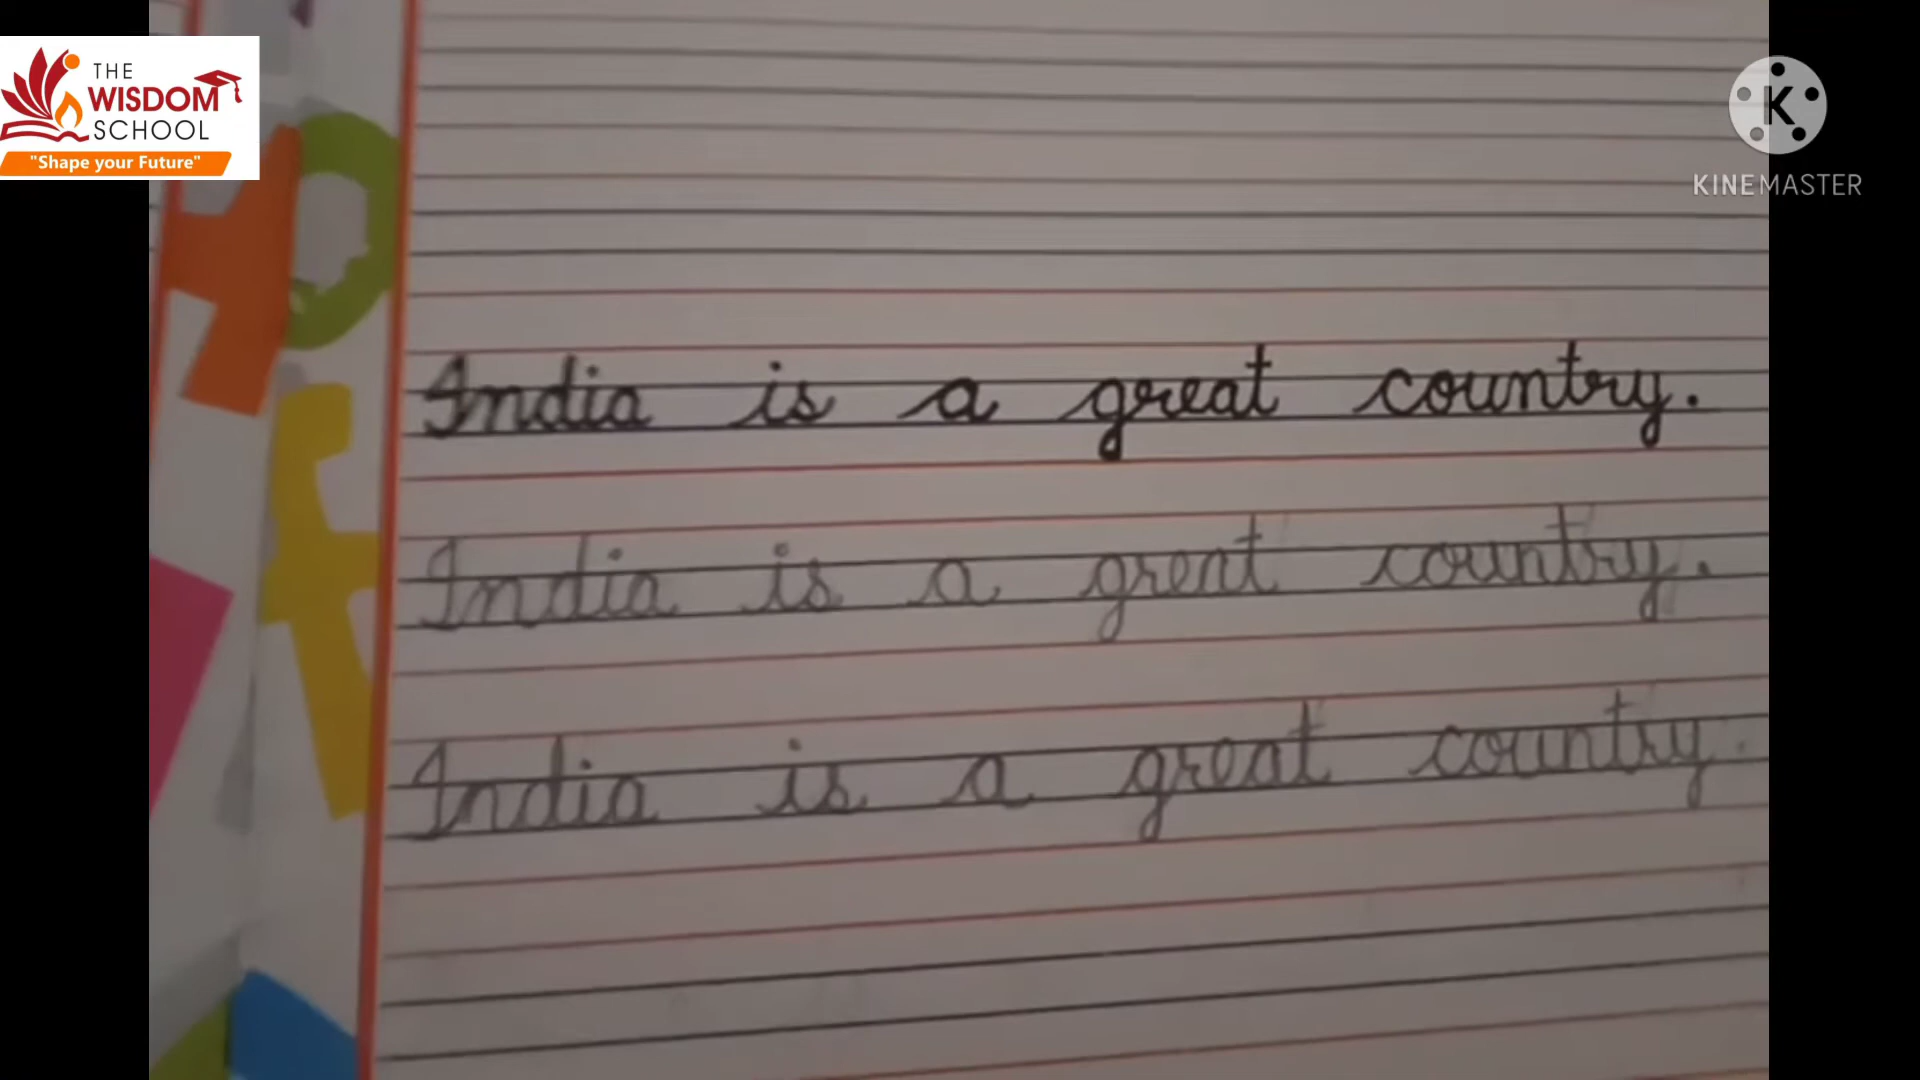 THE
WISDOM
SCHOOL
"Shape your Future"
K
KINEMASTER
India is a great country.
India is a great country.
India is a great country.